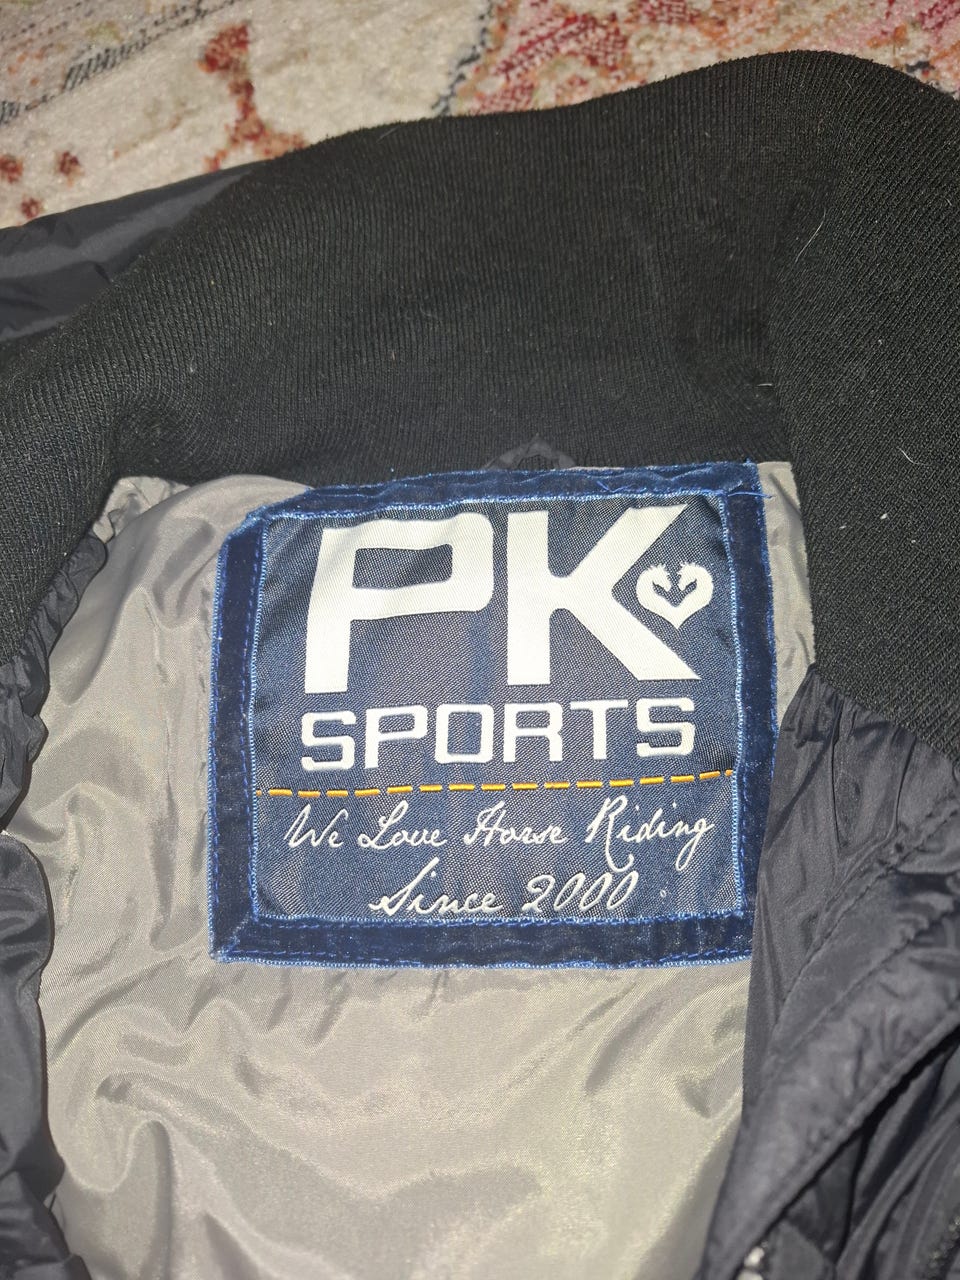 PK
SPORTS
We Love Horse Riding
Since 2000